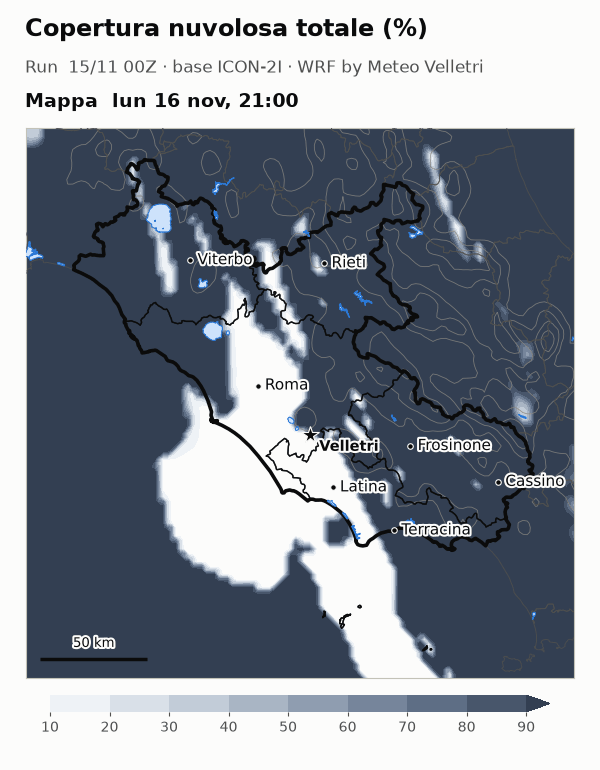 Copertura nuvolosa totale (%)
Run  15/11 00Z · base ICON-2I · WRF by Meteo Velletri
Mappa  lun 16 nov, 21:00
Viterbo
Rieti
Roma
Velletri
Frosinone
Cassino
Latina
Terracina
50 km
10 20 30 40 50 60 70 80 90